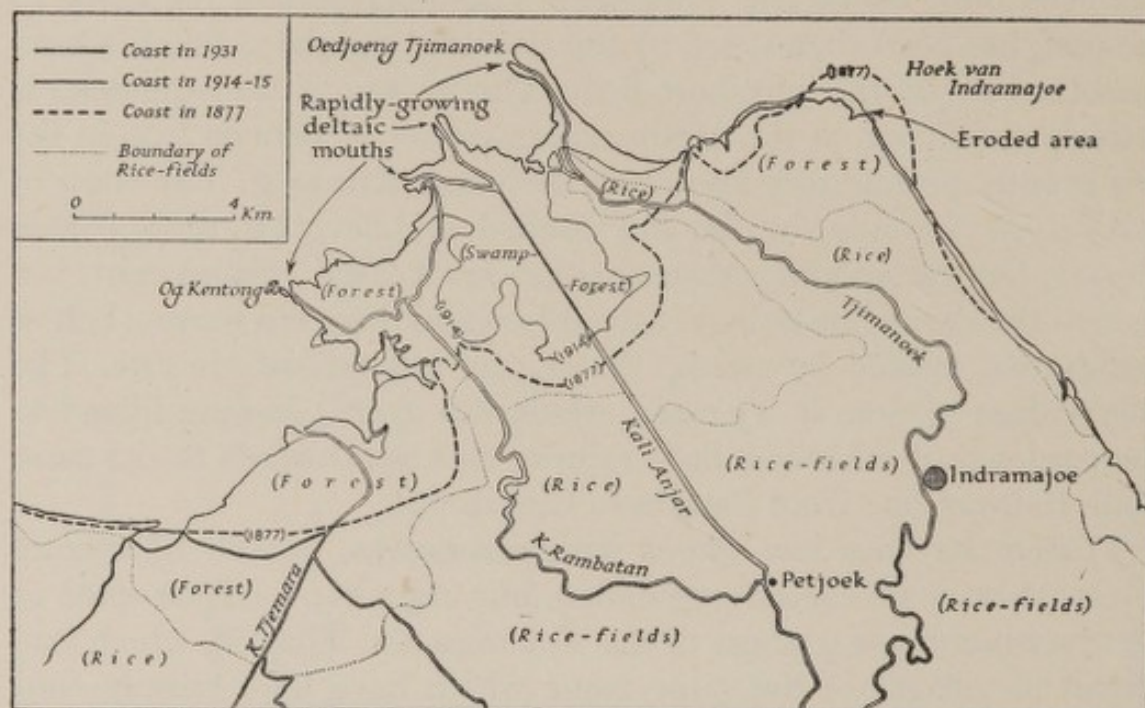 Coast in 1931
Coast in 1914-15
Coast in 1877
Boundary of
Rice-fields
0 4 Km.
Oedjoeng Tjimanoek
Rapidly-growing
deltaic
mouths
(1877)
Hoek van
Indramajoe
Eroded area
(Forest)
(Rice)
(Rice)
(Swamp-
Forest)
Og Kentong
(Forest)
(1914)
(1914)
(1877)
Tjimanoek
Kali Anjar
(Rice-fields)
Indramajoe
(Forest)
(Rice)
(1877)
K. Rambatan
Petjoek
(Forest)
K. Tjemara
(Rice-fields)
(Rice-fields)
(Rice)